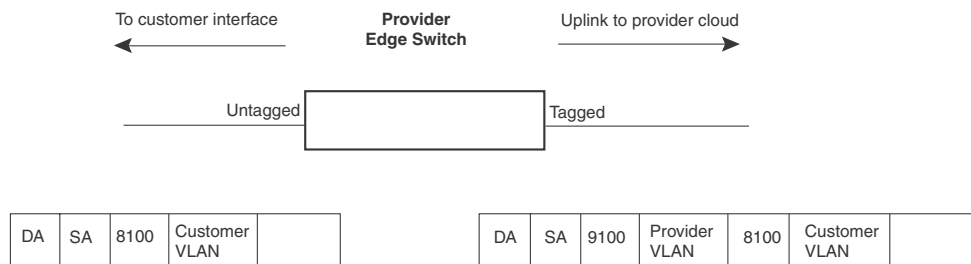 To customer interface
Provider
Edge Switch
Uplink to provider cloud
Untagged
Tagged
DA SA 8100 Customer
VLAN
DA SA 9100 Provider
VLAN 8100 Customer
VLAN